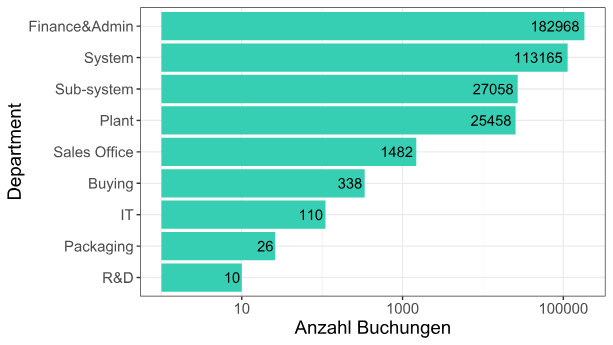 Department
Finance&Admin 182968
System 113165
Sub-system 27058
Plant 25458
Sales Office 1482
Buying 338
IT 110
Packaging 26
R&D 10
10 1000 100000
Anzahl Buchungen